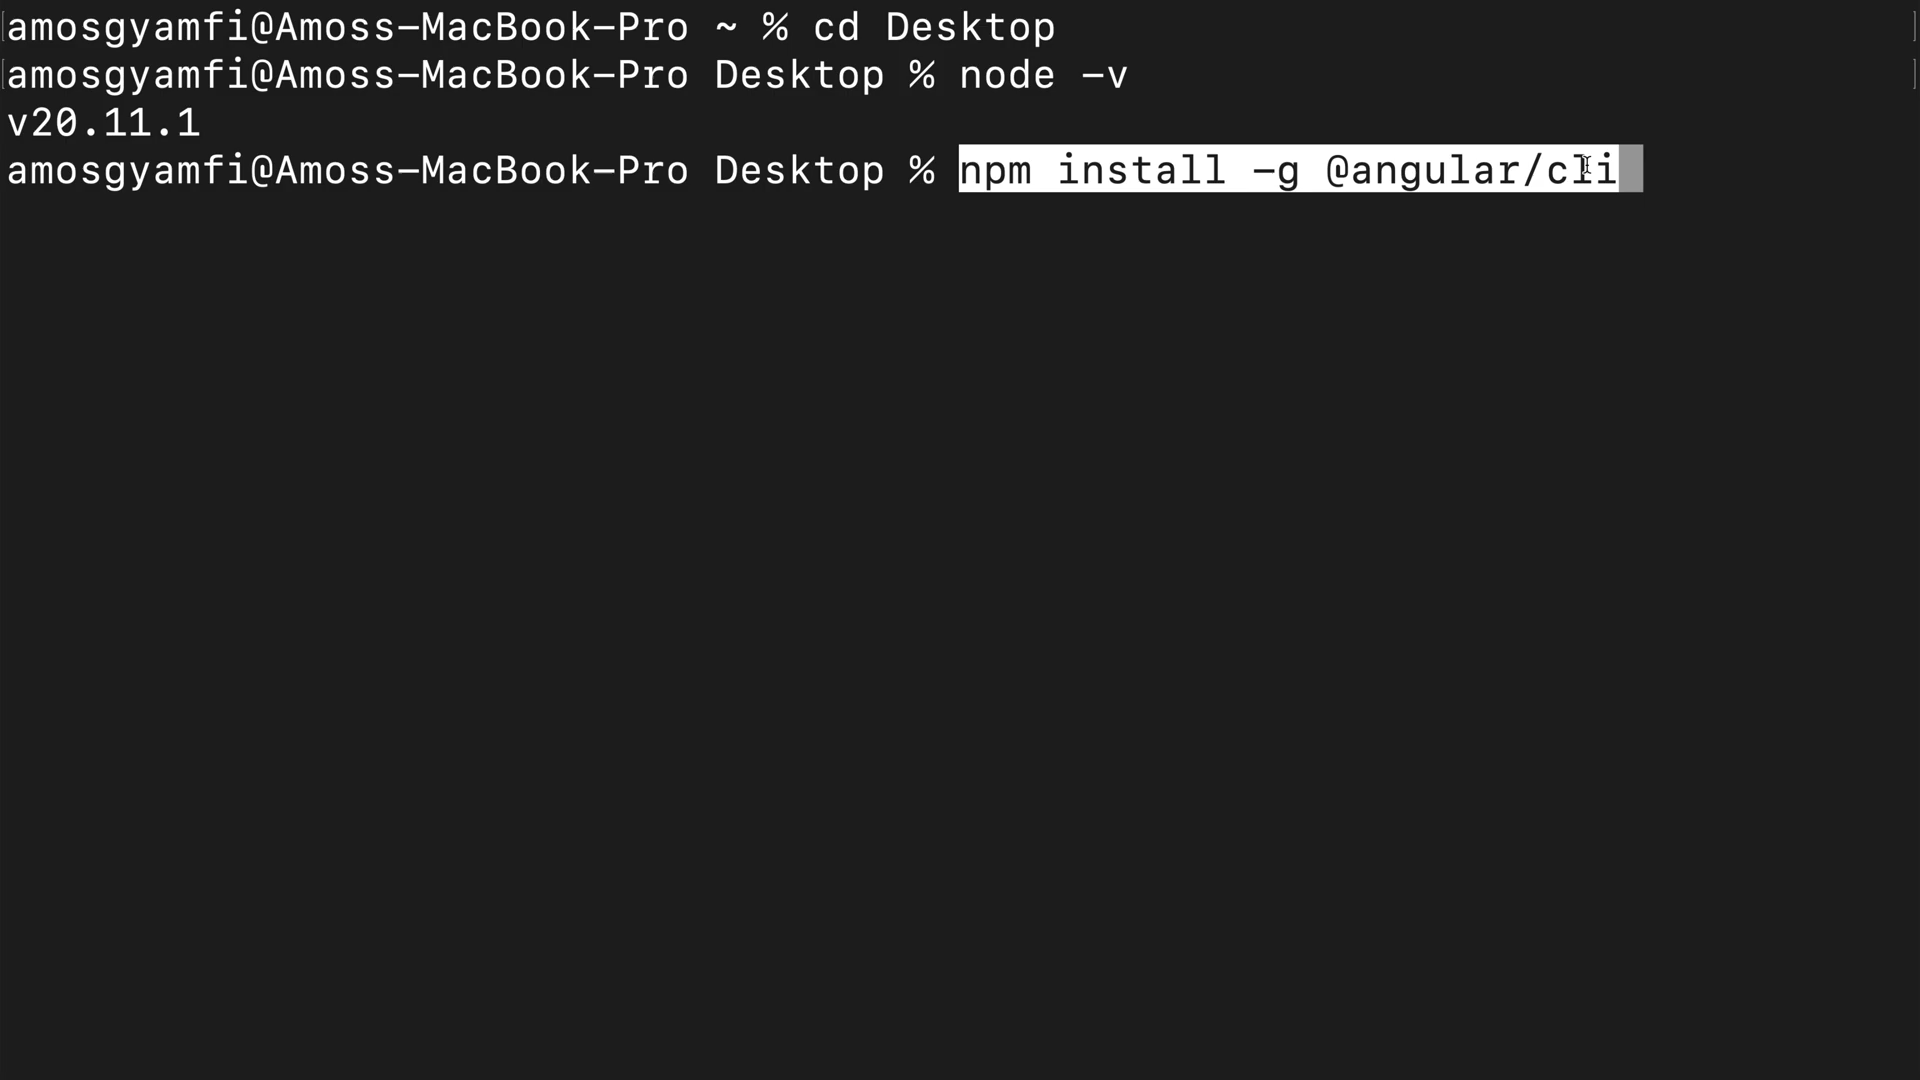 amosgyamfi@Amoss-MacBook-Pro ~ % cd Desktop
amosgyamfi@Amoss-MacBook-Pro Desktop % node -v
v20.11.1
amosgyamfi@Amoss-MacBook-Pro Desktop % npm install -g @angular/cli